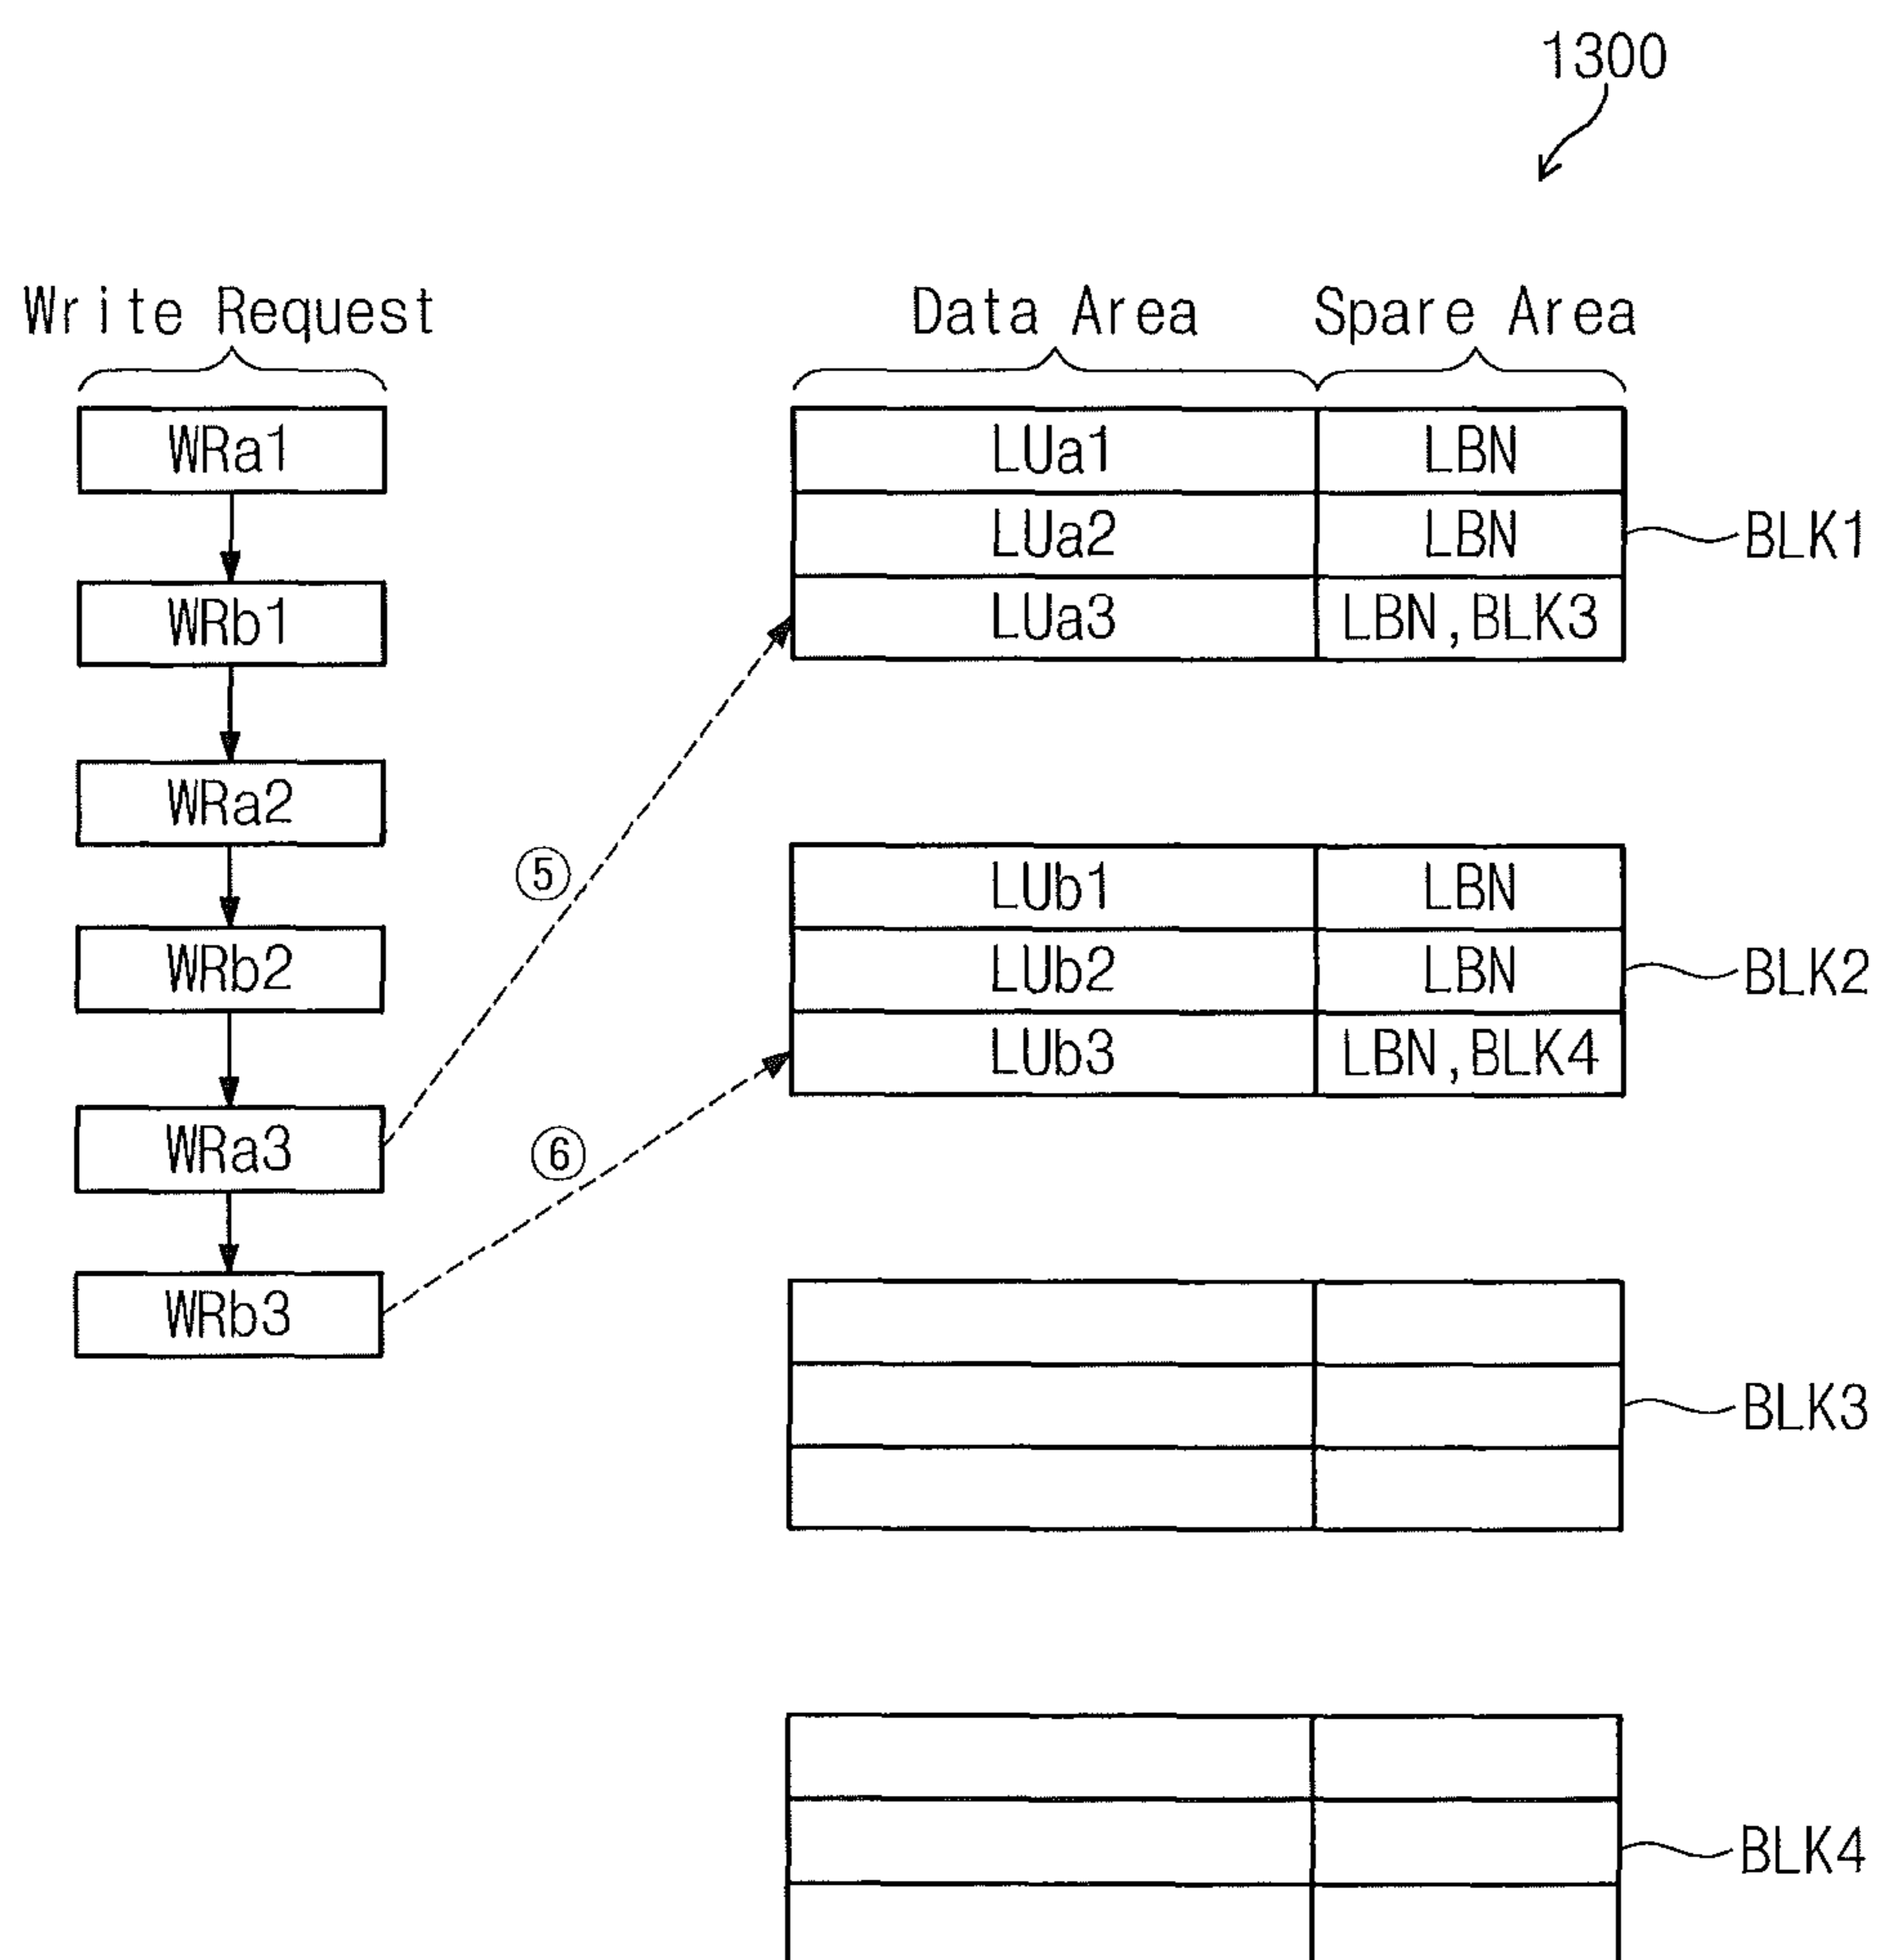 1300
Write Request
Data Area Spare Area
WRa1
WRb1
WRa2
WRb2
WRa3
WRb3
⑤
⑥
LUa1 LBN
LUa2 LBN
LUa3 LBN,BLK3
BLK1
LUb1 LBN
LUb2 LBN
LUb3 LBN,BLK4
BLK2
BLK3
BLK4